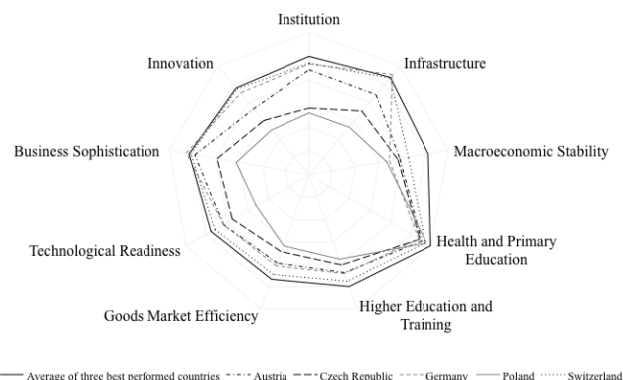 Institution
Innovation
Infrastructure
Business Sophistication
Macroeconomic Stability
Technological Readiness
Health and Primary
Education
Goods Market Efficiency
Higher Education and
Training
Average of three best performed countries
Austria
Czech Republic
Germany
Poland
Switzerland